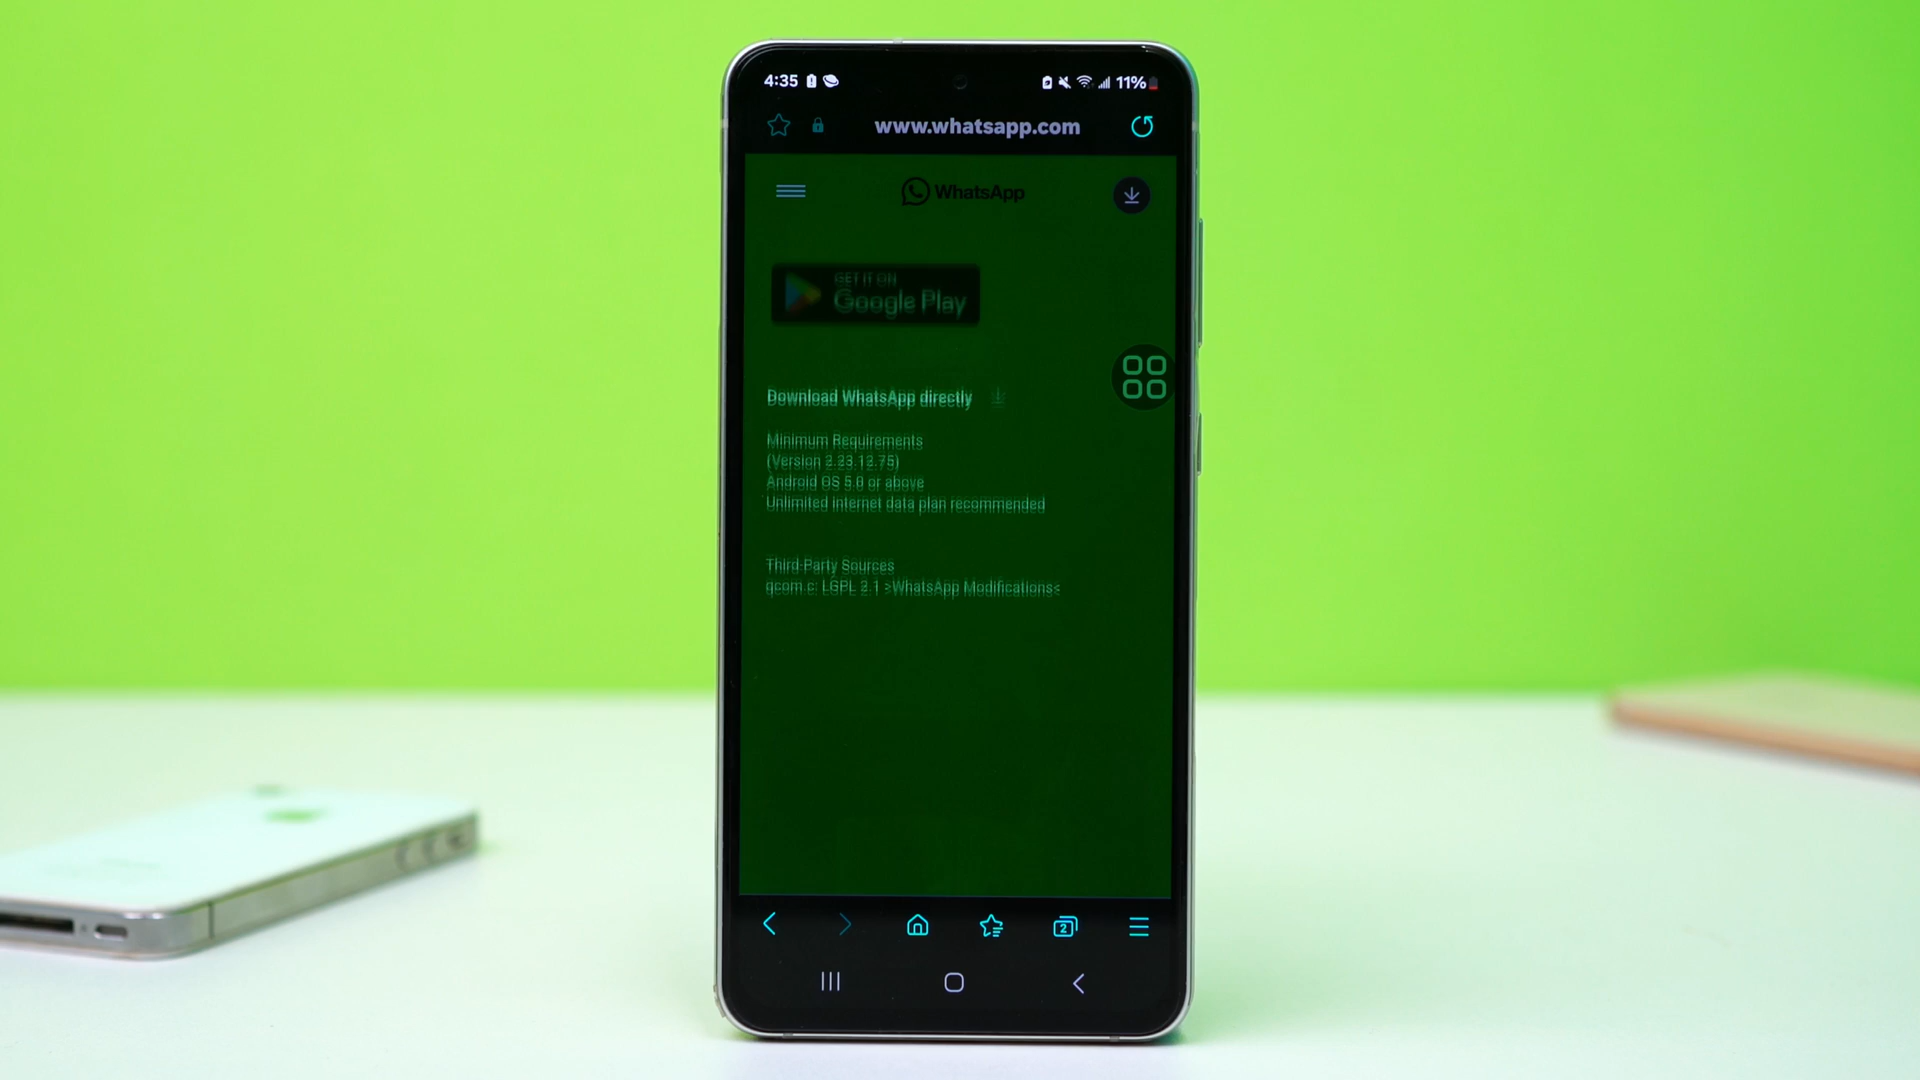 4:35
11%
www.whatsapp.com
WhatsApp
GET IT ON
Google Play
Download WhatsApp directly
Minimum Requirements
(Version 2.23.12.75)
Android OS 5.0 or above
Unlimited internet data plan recommended
Third-Party Sources
qcom.c: LGPL 2.1 >WhatsApp Modifications<
2